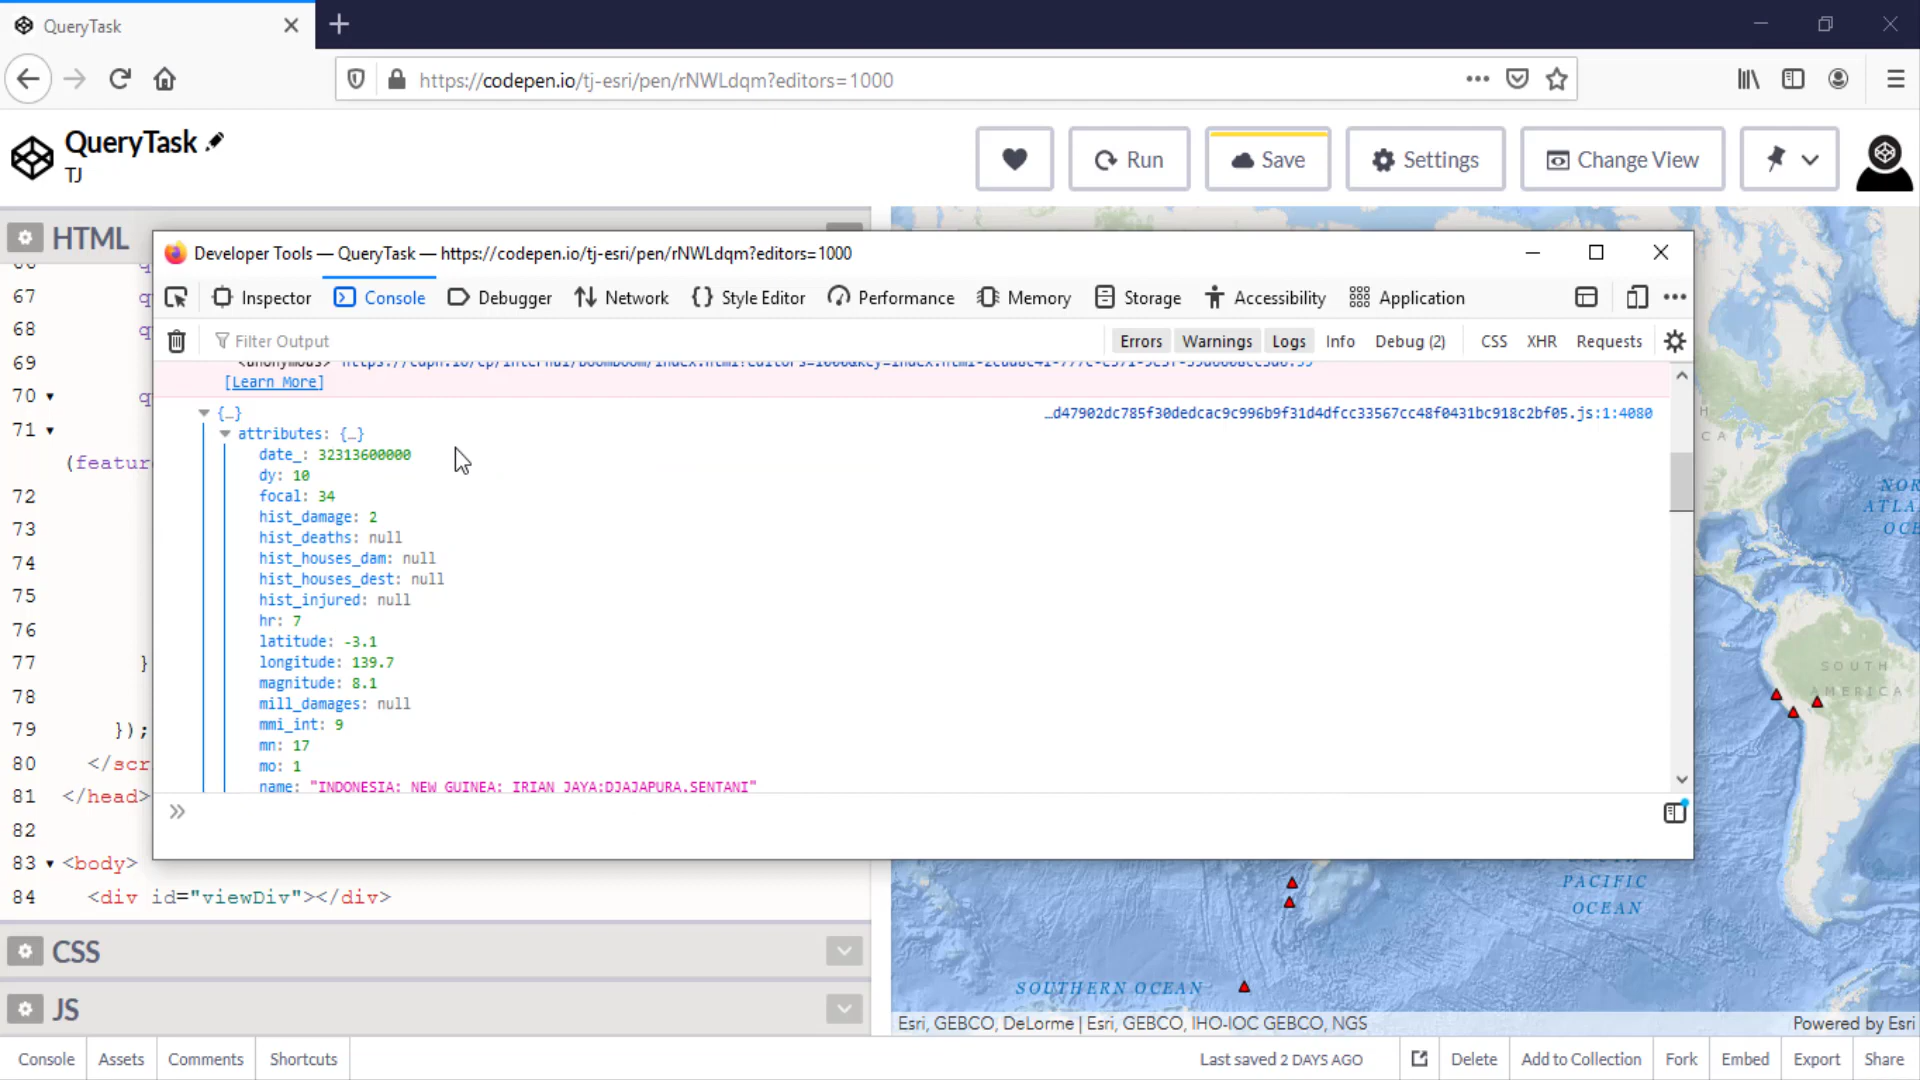 QueryTask
https://codepen.io/tj-esri/pen/rNWLdqm?editors=1000
QueryTask
TJ
Run
Save
Settings
Change View
HTML
Developer Tools — QueryTask — https://codepen.io/tj-esri/pen/rNWLdqm?editors=1000
Inspector Console Debugger Network Style Editor Performance Memory Storage Accessibility Application
Filter Output
Errors Warnings Logs Info Debug (2) CSS XHR Requests
<anonymous>
[Learn More]
{…} …d47902dc785f30dedcac9c996b9f31d4dfcc33567cc48f0431bc918c2bf05.js:1:4080
attributes: {…}
date_: 32313600000
dy: 10
focal: 34
hist_damage: 2
hist_deaths: null
hist_houses_dam: null
hist_houses_dest: null
hist_injured: null
hr: 7
latitude: -3.1
longitude: 139.7
magnitude: 8.1
mill_damages: null
mmi_int: 9
mn: 17
mo: 1
name: "INDONESIA: NEW GUINEA: IRIAN JAYA:DJAJAPURA,SENTANI"
»
67 q
68 q
69
70 q
71
(featur
72
73
74
75
76
77 }
78
79 });
80 </scr
81 </head>
82
83 <body>
84 <div id="viewDiv"></div>
CSS
JS
SOUTH
AMERICA
PACIFIC
OCEAN
SOUTHERN OCEAN
Esri, GEBCO, DeLorme | Esri, GEBCO, IHO-IOC GEBCO, NGS
Powered by Esri
Console Assets Comments Shortcuts
Last saved 2 DAYS AGO
Delete Add to Collection Fork Embed Export Share